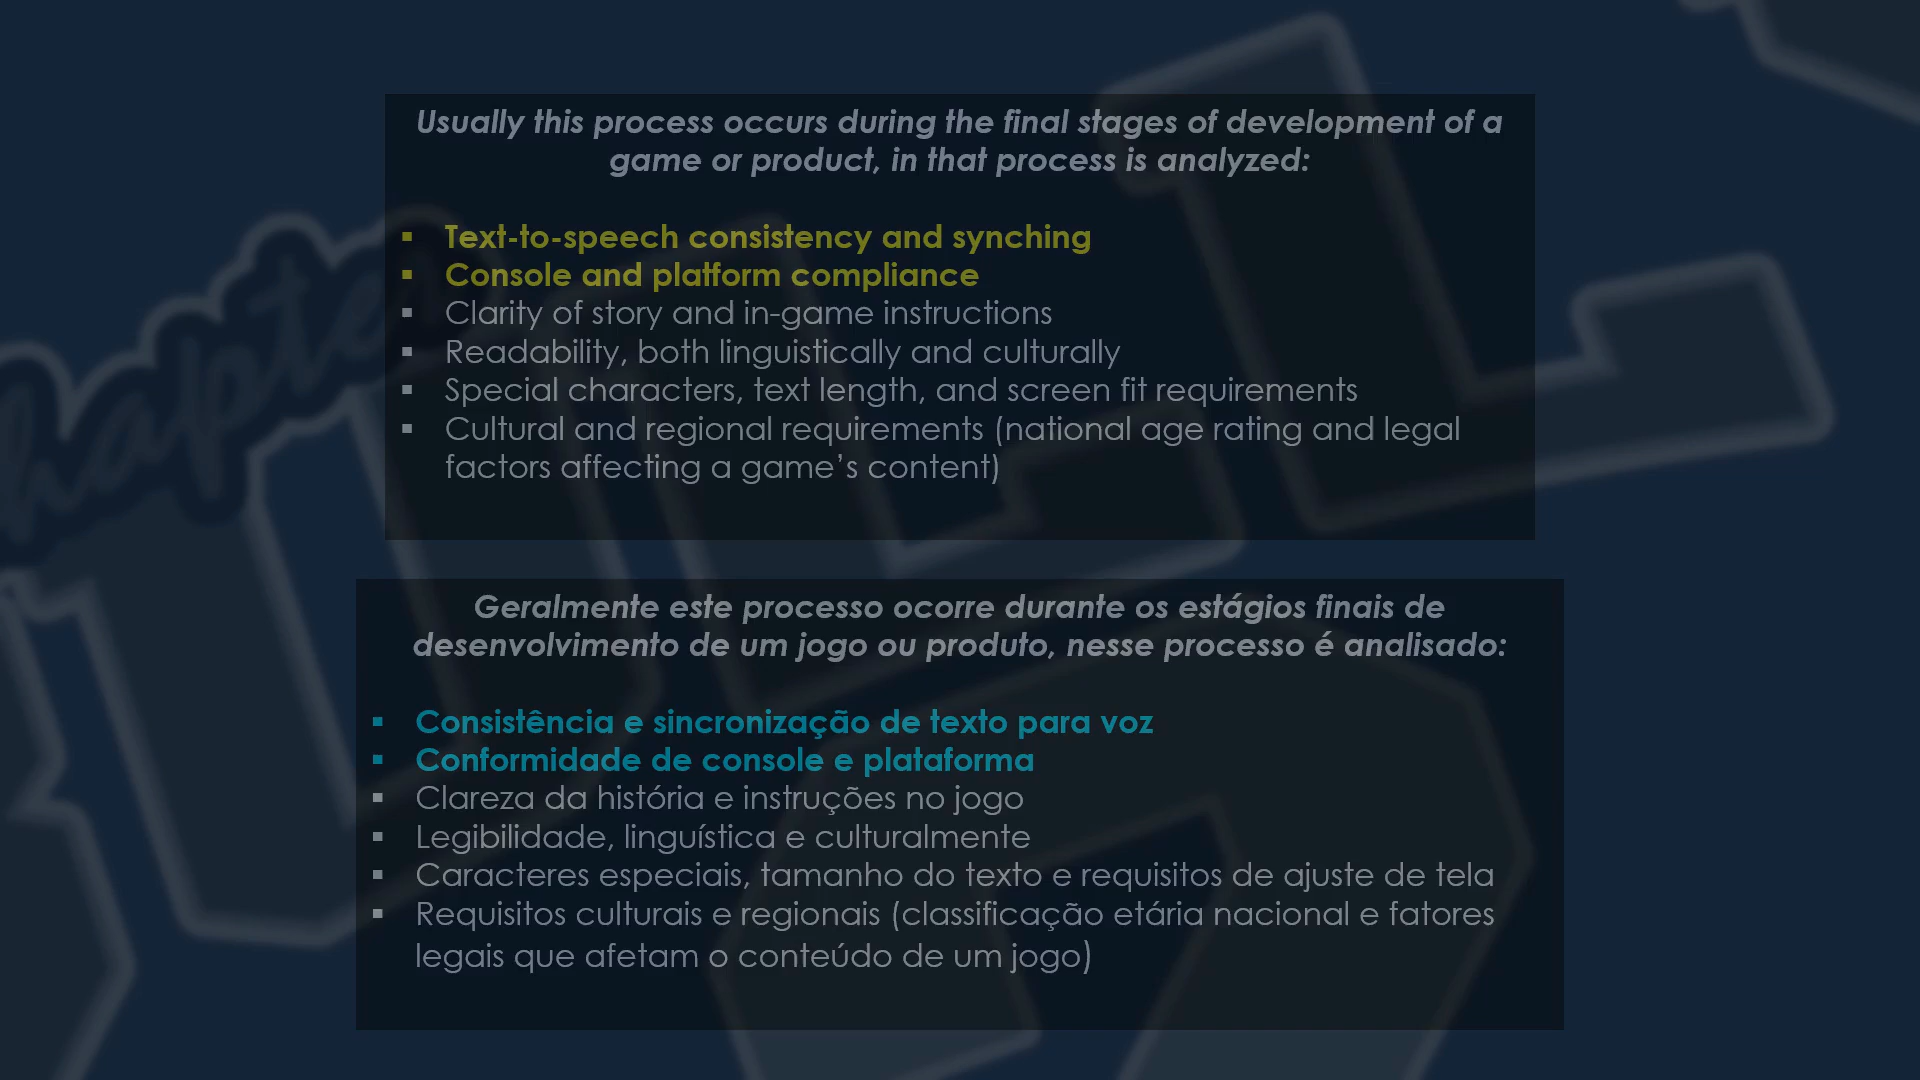 Usually this process occurs during the final stages of development of a
game or product, in that process is analyzed:
▪ Text-to-speech consistency and synching
▪ Console and platform compliance
▪ Clarity of story and in-game instructions
▪ Readability, both linguistically and culturally
▪ Special characters, text length, and screen fit requirements
▪ Cultural and regional requirements (national age rating and legal
factors affecting a game’s content)
Geralmente este processo ocorre durante os estágios finais de
desenvolvimento de um jogo ou produto, nesse processo é analisado:
▪ Consistência e sincronização de texto para voz
▪ Conformidade de console e plataforma
▪ Clareza da história e instruções no jogo
▪ Legibilidade, linguística e culturalmente
▪ Caracteres especiais, tamanho do texto e requisitos de ajuste de tela
▪ Requisitos culturais e regionais (classificação etária nacional e fatores
legais que afetam o conteúdo de um jogo)